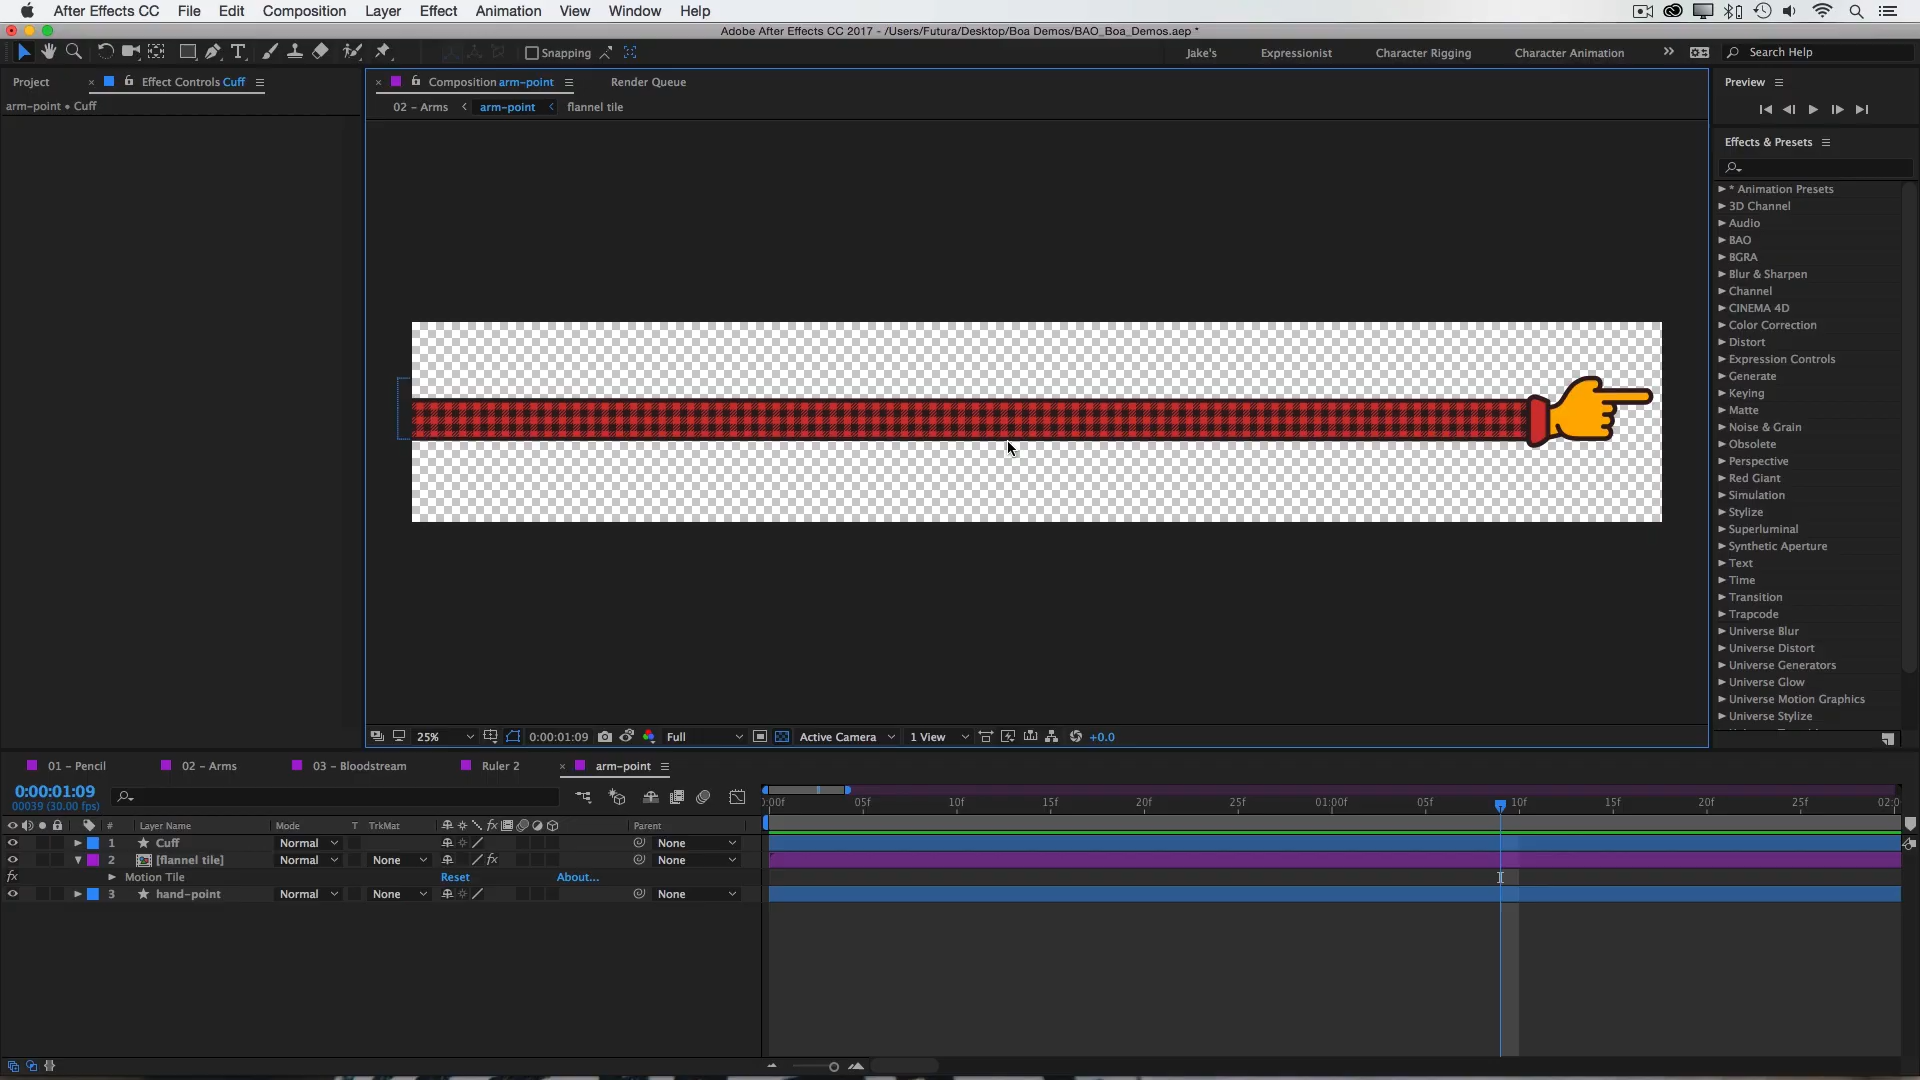 After Effects CC File Edit Composition Layer Effect Animation View Window Help
Adobe After Effects CC 2017 - /Users/Futura/Desktop/Boa Demos/BAO_Boa_Demos.aep *
Snapping Jake's Expressionist Character Rigging Character Animation Search Help
Project Effect Controls Cuff
arm-point • Cuff
Composition arm-point Render Queue
02 - Arms arm-point flannel tile
Preview
Effects & Presets
* Animation Presets
3D Channel
Audio
BAO
BGRA
Blur & Sharpen
Channel
CINEMA 4D
Color Correction
Distort
Expression Controls
Generate
Keying
Matte
Noise & Grain
Obsolete
Perspective
Red Giant
Simulation
Stylize
Superluminal
Synthetic Aperture
Text
Time
Transition
Trapcode
Universe Blur
Universe Distort
Universe Generators
Universe Glow
Universe Motion Graphics
Universe Stylize
25% 0:00:01:09 Full Active Camera 1 View +0.0
01 - Pencil 02 - Arms 03 - Bloodstream Ruler 2 arm-point
0:00:01:09
00039 (30.00 fps)
:00f 05f 10f 15f 20f 25f 01:00f 05f 10f 15f 20f 25f 02:0
# Layer Name Mode T TrkMat fx Parent
1 Cuff Normal None
2 [flannel tile] Normal None fx None
fx Motion Tile Reset About...
3 hand-point Normal None None